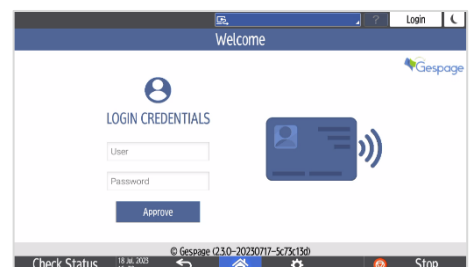 ? Login
Welcome
Gespage
LOGIN CREDENTIALS
User
Password
Approve
© Gespage (2.3.0-20230717-5c73c13d)
Check Status 18 Jul. 2023 Stop